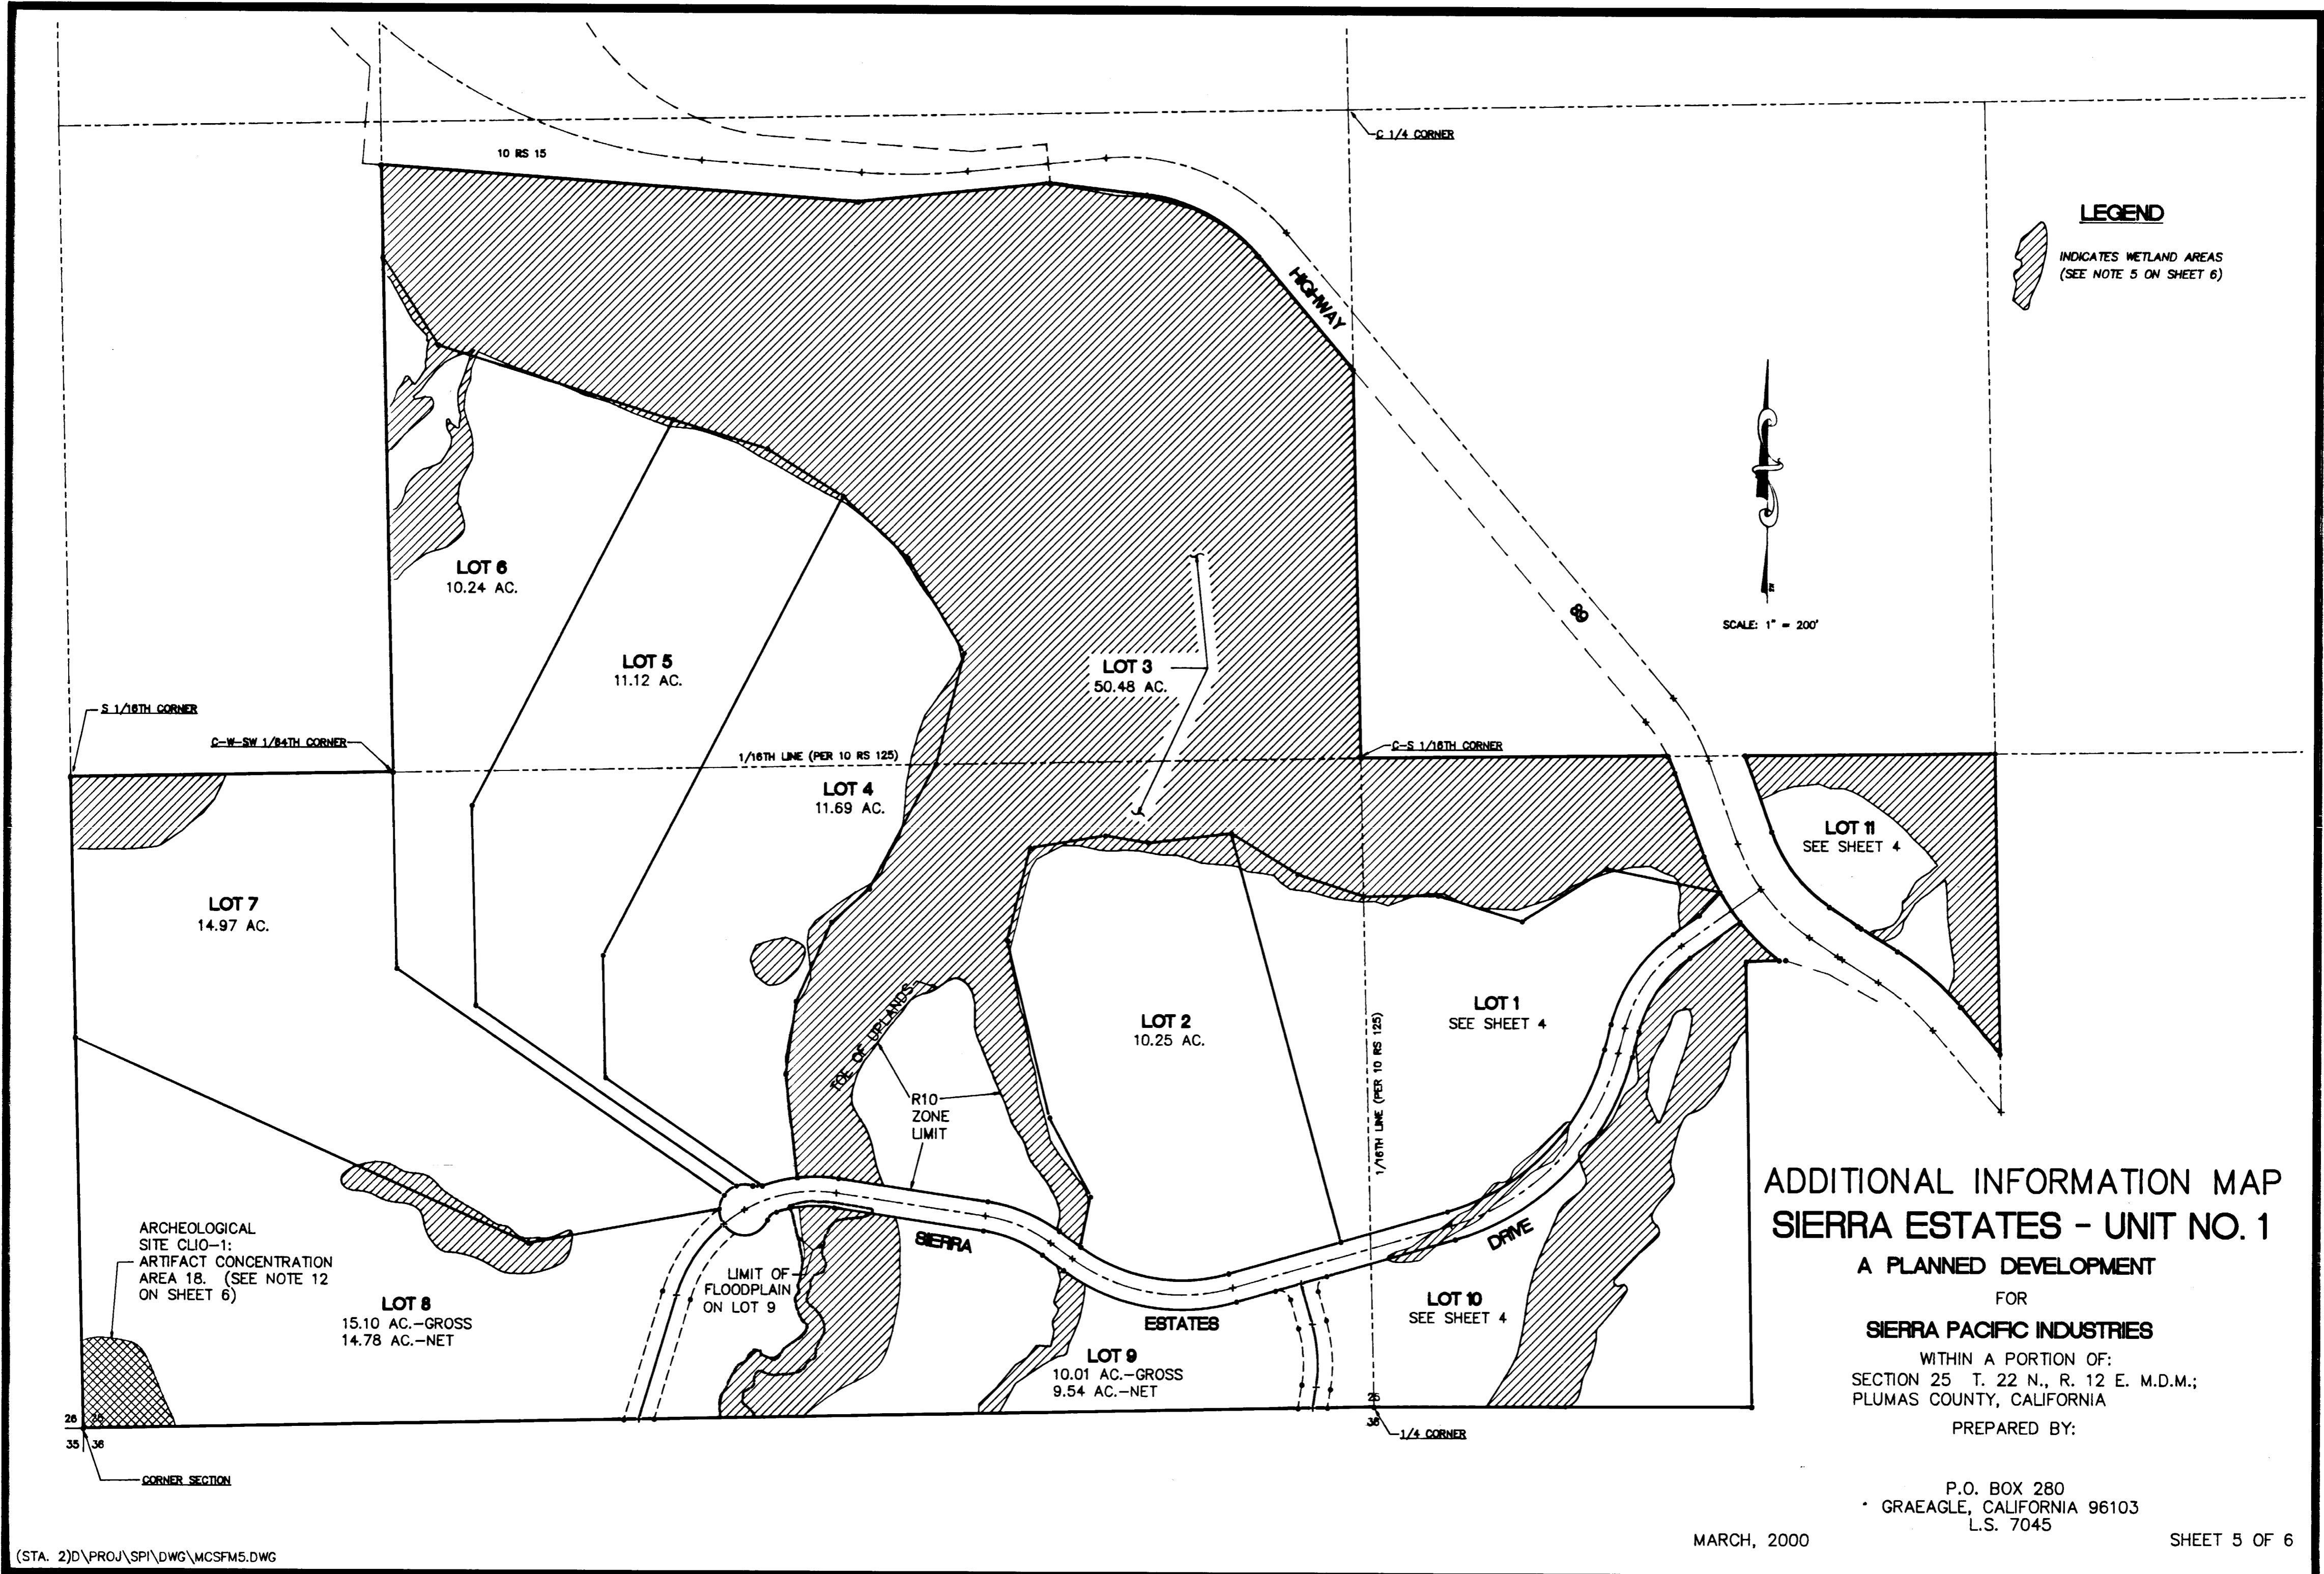 10 RS 15
C 1/4 CORNER
LEGEND
INDICATES WETLAND AREAS
(SEE NOTE 5 ON SHEET 6)
HIGHWAY
89
SCALE: 1" = 200'
LOT 6
10.24 AC.
LOT 5
11.12 AC.
LOT 3
50.48 AC.
S 1/16TH CORNER
C-W-SW 1/64TH CORNER
1/16TH LINE (PER 10 RS 125)
C-S 1/16TH CORNER
LOT 4
11.69 AC.
LOT 11
SEE SHEET 4
LOT 7
14.97 AC.
TOE OF UPLANDS
LOT 2
10.25 AC.
LOT 1
SEE SHEET 4
1/16TH LINE (PER 10 RS 125)
R10
ZONE
LIMIT
ARCHEOLOGICAL
SITE CLIO-1:
ARTIFACT CONCENTRATION
AREA 18. (SEE NOTE 12
ON SHEET 6)
LOT 8
15.10 AC.-GROSS
14.78 AC.-NET
LIMIT OF
FLOODPLAIN
ON LOT 9
SIERRA
ESTATES
DRIVE
LOT 9
10.01 AC.-GROSS
9.54 AC.-NET
LOT 10
SEE SHEET 4
26 25
35 36
CORNER SECTION
25
36
1/4 CORNER
ADDITIONAL INFORMATION MAP
SIERRA ESTATES - UNIT NO. 1
A PLANNED DEVELOPMENT
FOR
SIERRA PACIFIC INDUSTRIES
WITHIN A PORTION OF:
SECTION 25 T. 22 N., R. 12 E. M.D.M.;
PLUMAS COUNTY, CALIFORNIA
PREPARED BY:
P.O. BOX 280
GRAEAGLE, CALIFORNIA 96103
L.S. 7045
MARCH, 2000
SHEET 5 OF 6
(STA. 2)D\PROJ\SPI\DWG\MCSFM5.DWG